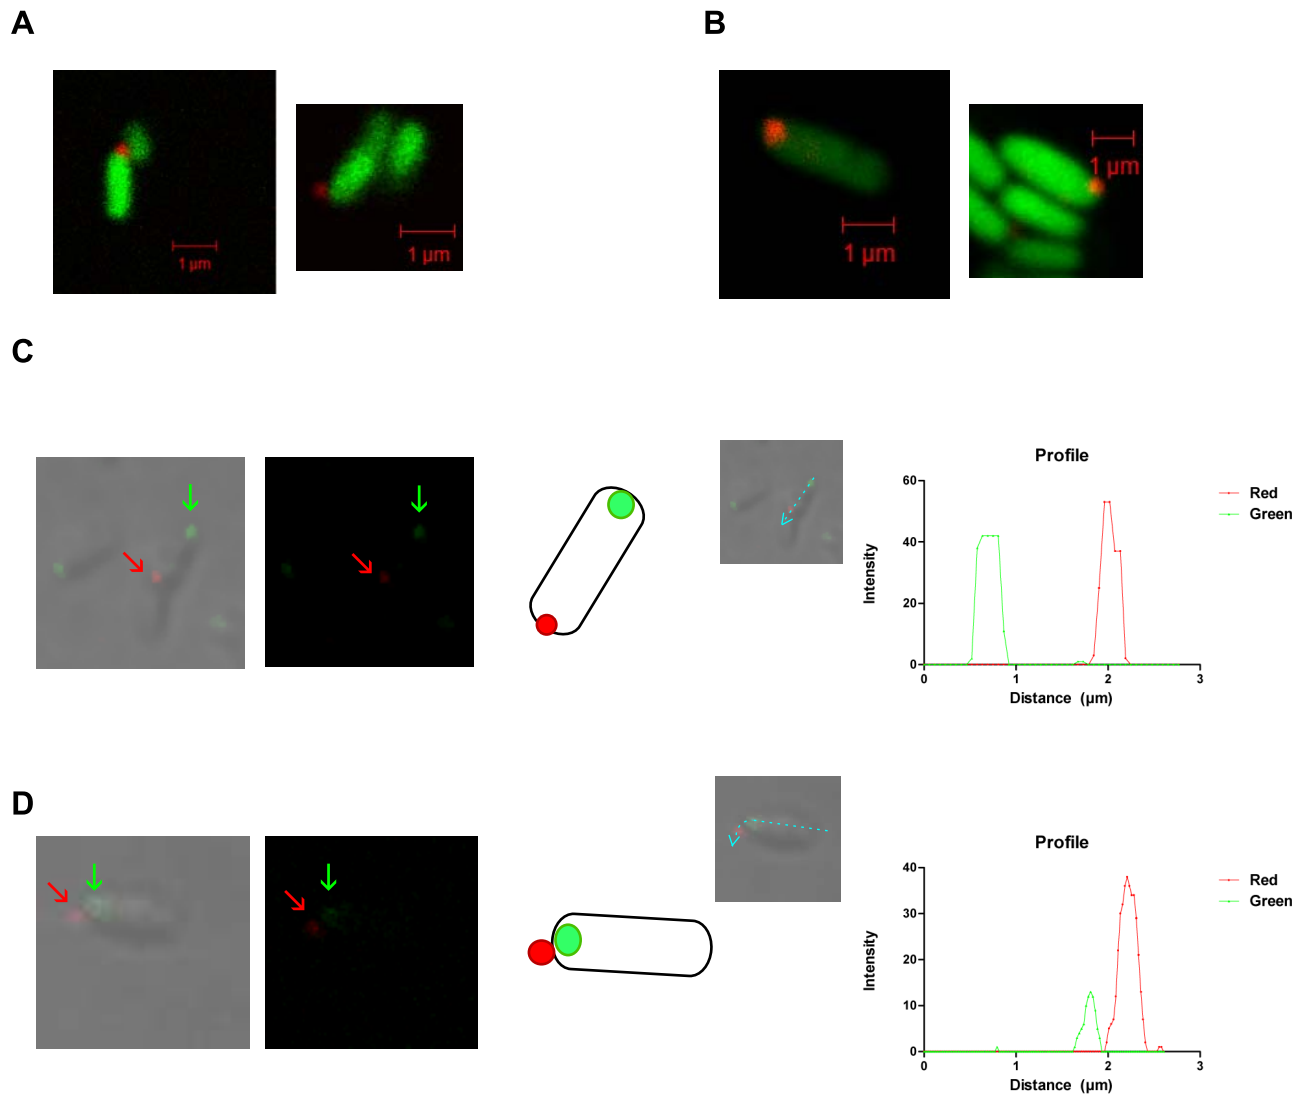 A
B
1 µm
1 µm
1 µm
1 µm
C
Profile
60
40
20
0
Intensity
0
1
2
3
Distance (µm)
Red
Green
D
Profile
40
30
20
10
0
Intensity
0
1
2
3
Distance (µm)
Red
Green